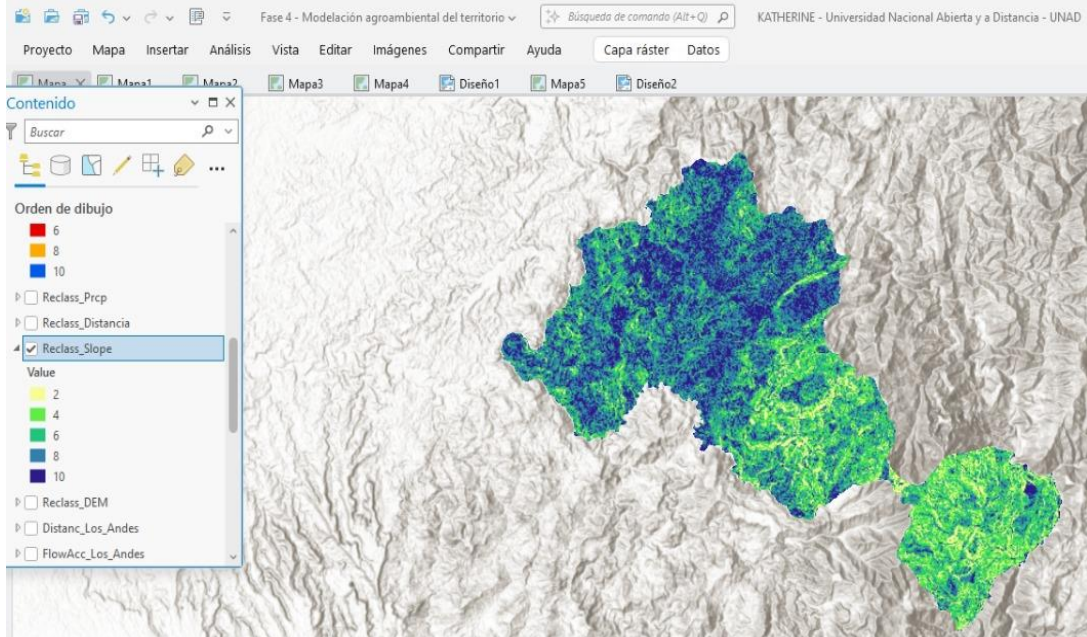 Fase 4 - Modelación agroambiental del territorio
Búsqueda de comando (Alt+Q)
KATHERINE - Universidad Nacional Abierta y a Distancia - UNAD
Proyecto Mapa Insertar Análisis Vista Editar Imágenes Compartir Ayuda Capa ráster Datos
Mapa Mapa1 Mapa2 Mapa3 Mapa4 Diseño1 Mapa5 Diseño2
Contenido
Buscar
Orden de dibujo
6
8
10
Reclass_Prcp
Reclass_Distancia
Reclass_Slope
Value
2
4
6
8
10
Reclass_DEM
Distanc_Los_Andes
FlowAcc_Los_Andes